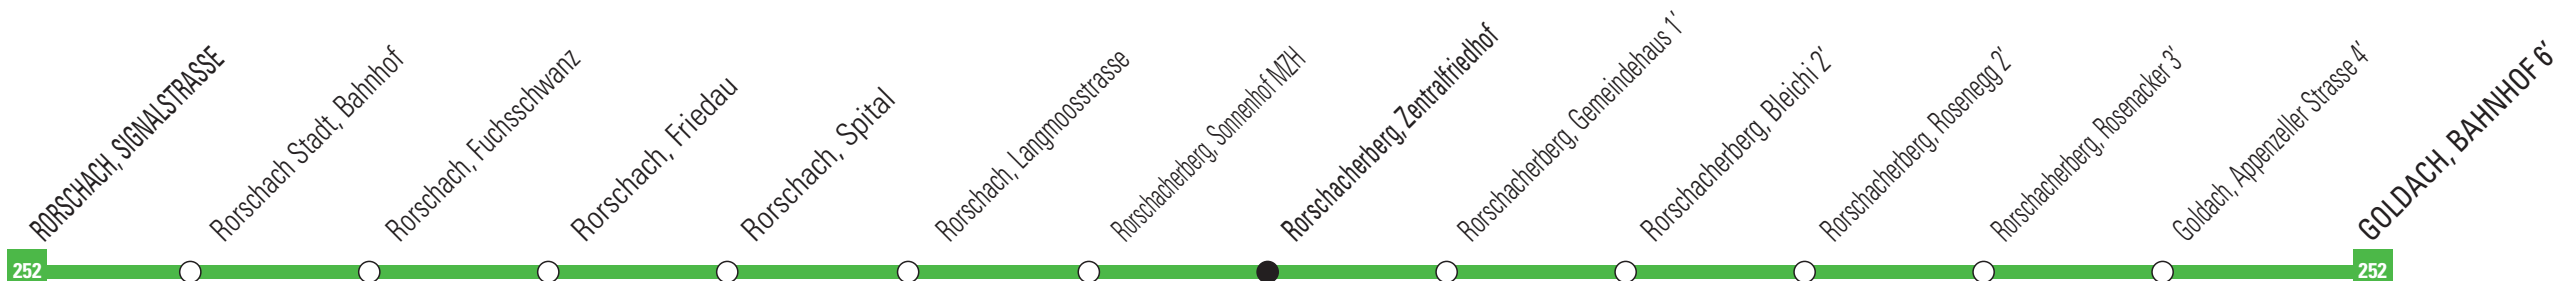 RORSCHACH, SIGNALSTRASSE
Rorschach Stadt, Bahnhof
Rorschach, Fuchsschwanz
Rorschach, Friedau
Rorschach, Spital
Rorschach, Langmoosstrasse
Rorschacherberg, Sonnenhof MZH
Rorschacherberg, Zentralfriedhof
Rorschacherberg, Gemeindehaus 1'
Rorschacherberg, Bleichi 2'
Rorschacherberg, Rosenegg 2'
Rorschacherberg, Rosenacker 3'
Goldach, Appenzeller Strasse 4'
GOLDACH, BAHNHOF 6'
252
252